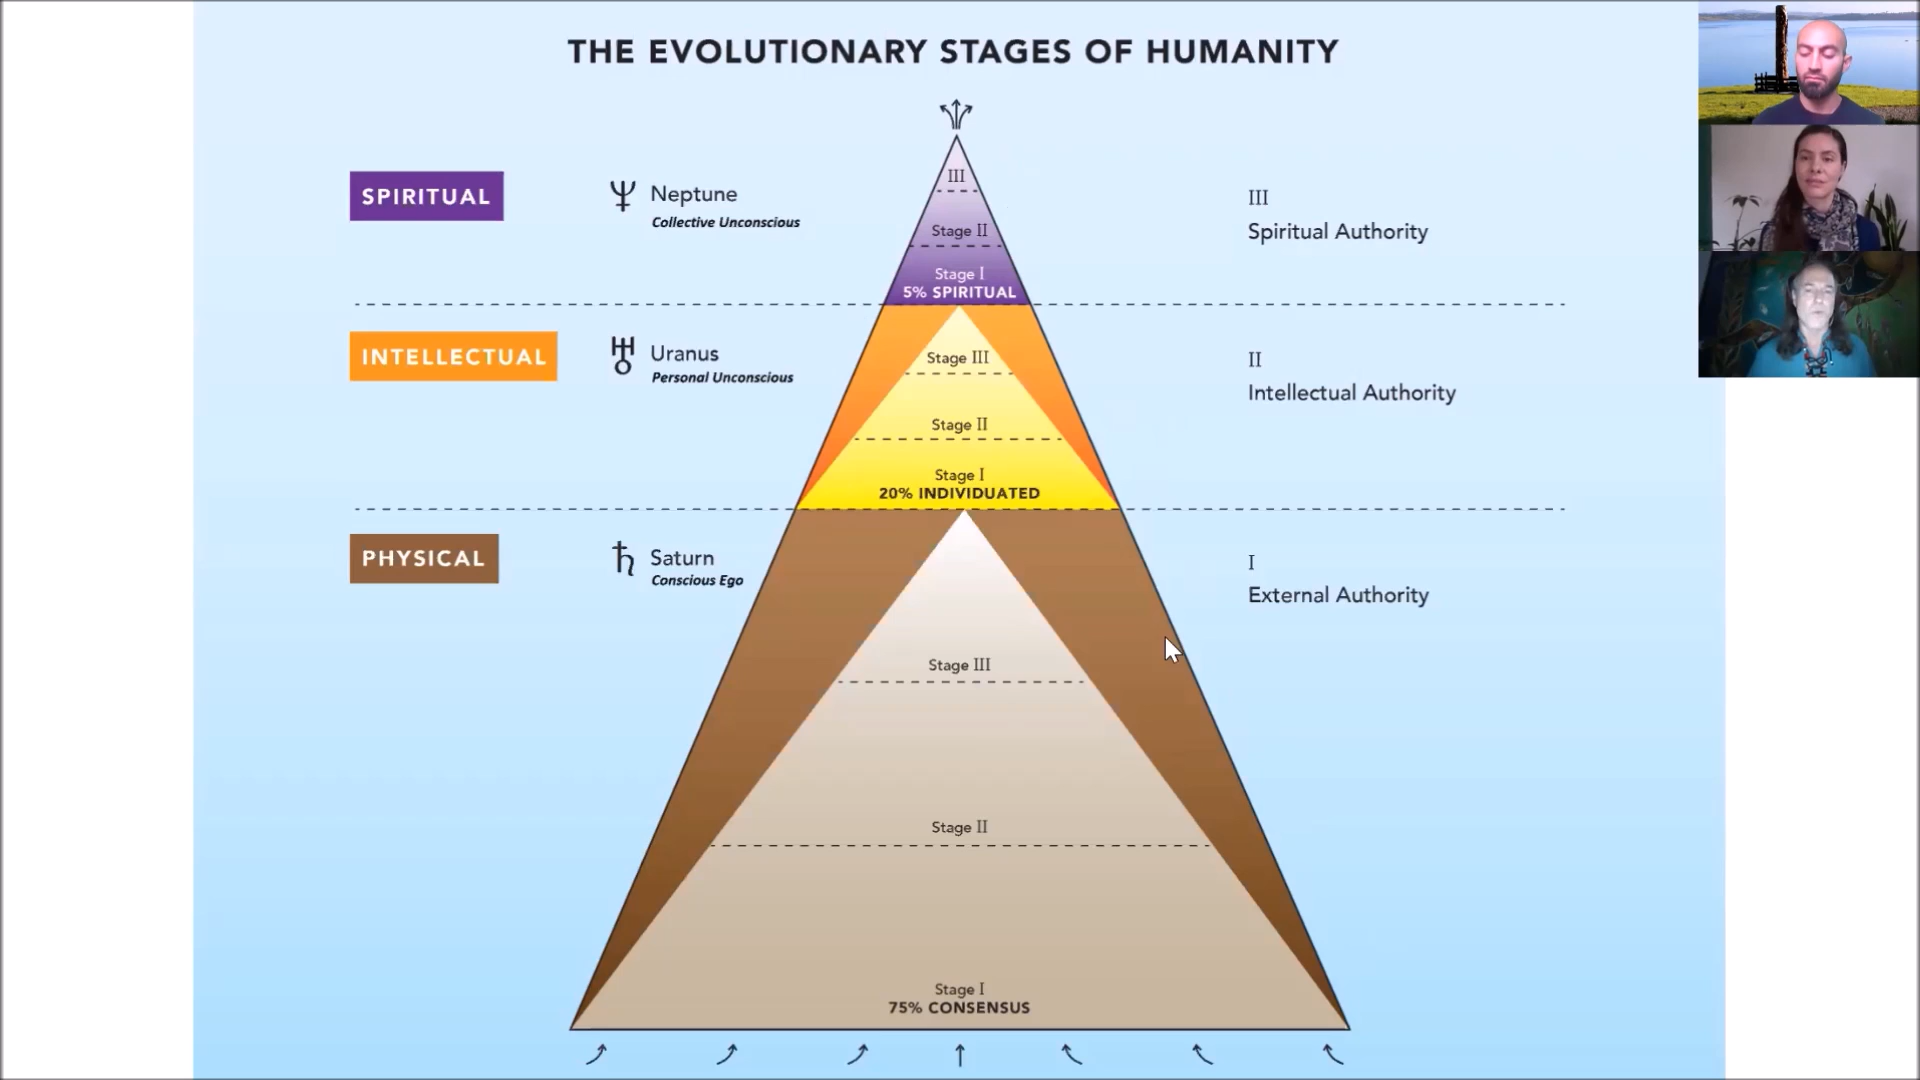 THE EVOLUTIONARY STAGES OF HUMANITY
III
SPIRITUAL
Neptune
Collective Unconscious
III
Spiritual Authority
Stage II
Stage I
5% SPIRITUAL
INTELLECTUAL
Uranus
Personal Unconscious
Stage III
II
Intellectual Authority
Stage II
Stage I
20% INDIVIDUATED
PHYSICAL
Saturn
Conscious Ego
I
External Authority
Stage III
Stage II
Stage I
75% CONSENSUS